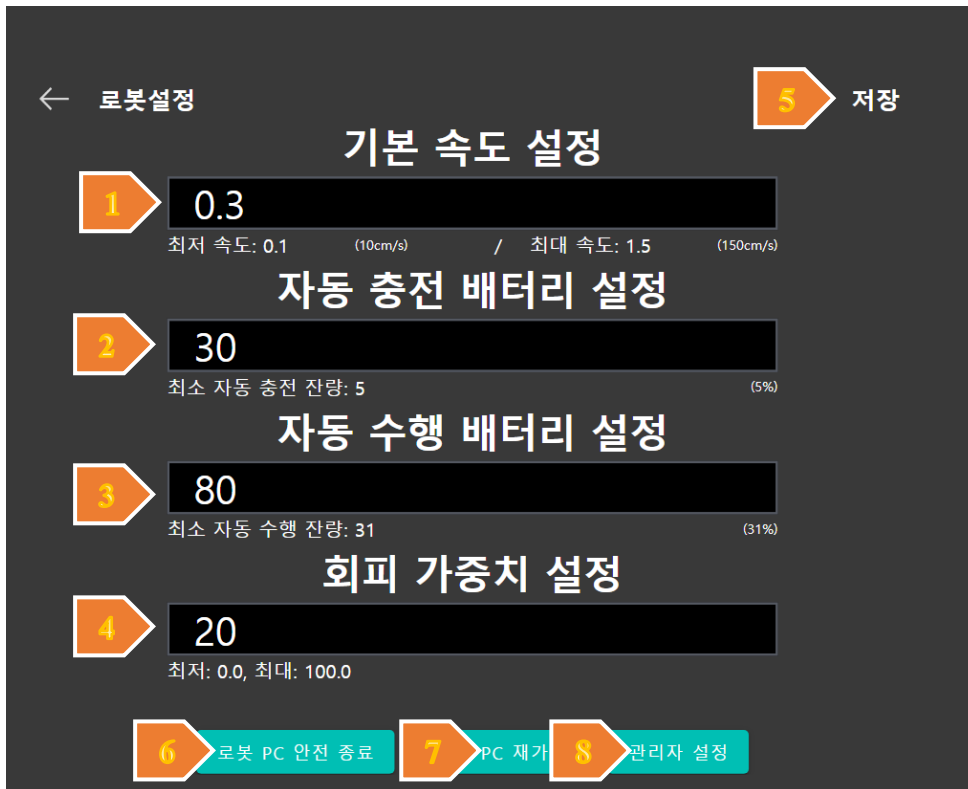 로봇설정
5 저장
기본 속도 설정
1 0.3
최저 속도: 0.1 (10cm/s) / 최대 속도: 1.5 (150cm/s)
자동 충전 배터리 설정
2 30
최소 자동 충전 잔량: 5 (5%)
자동 수행 배터리 설정
3 80
최소 자동 수행 잔량: 31 (31%)
회피 가중치 설정
4 20
최저: 0.0, 최대: 100.0
6 로봇 PC 안전 종료 7 PC 재가 8 관리자 설정